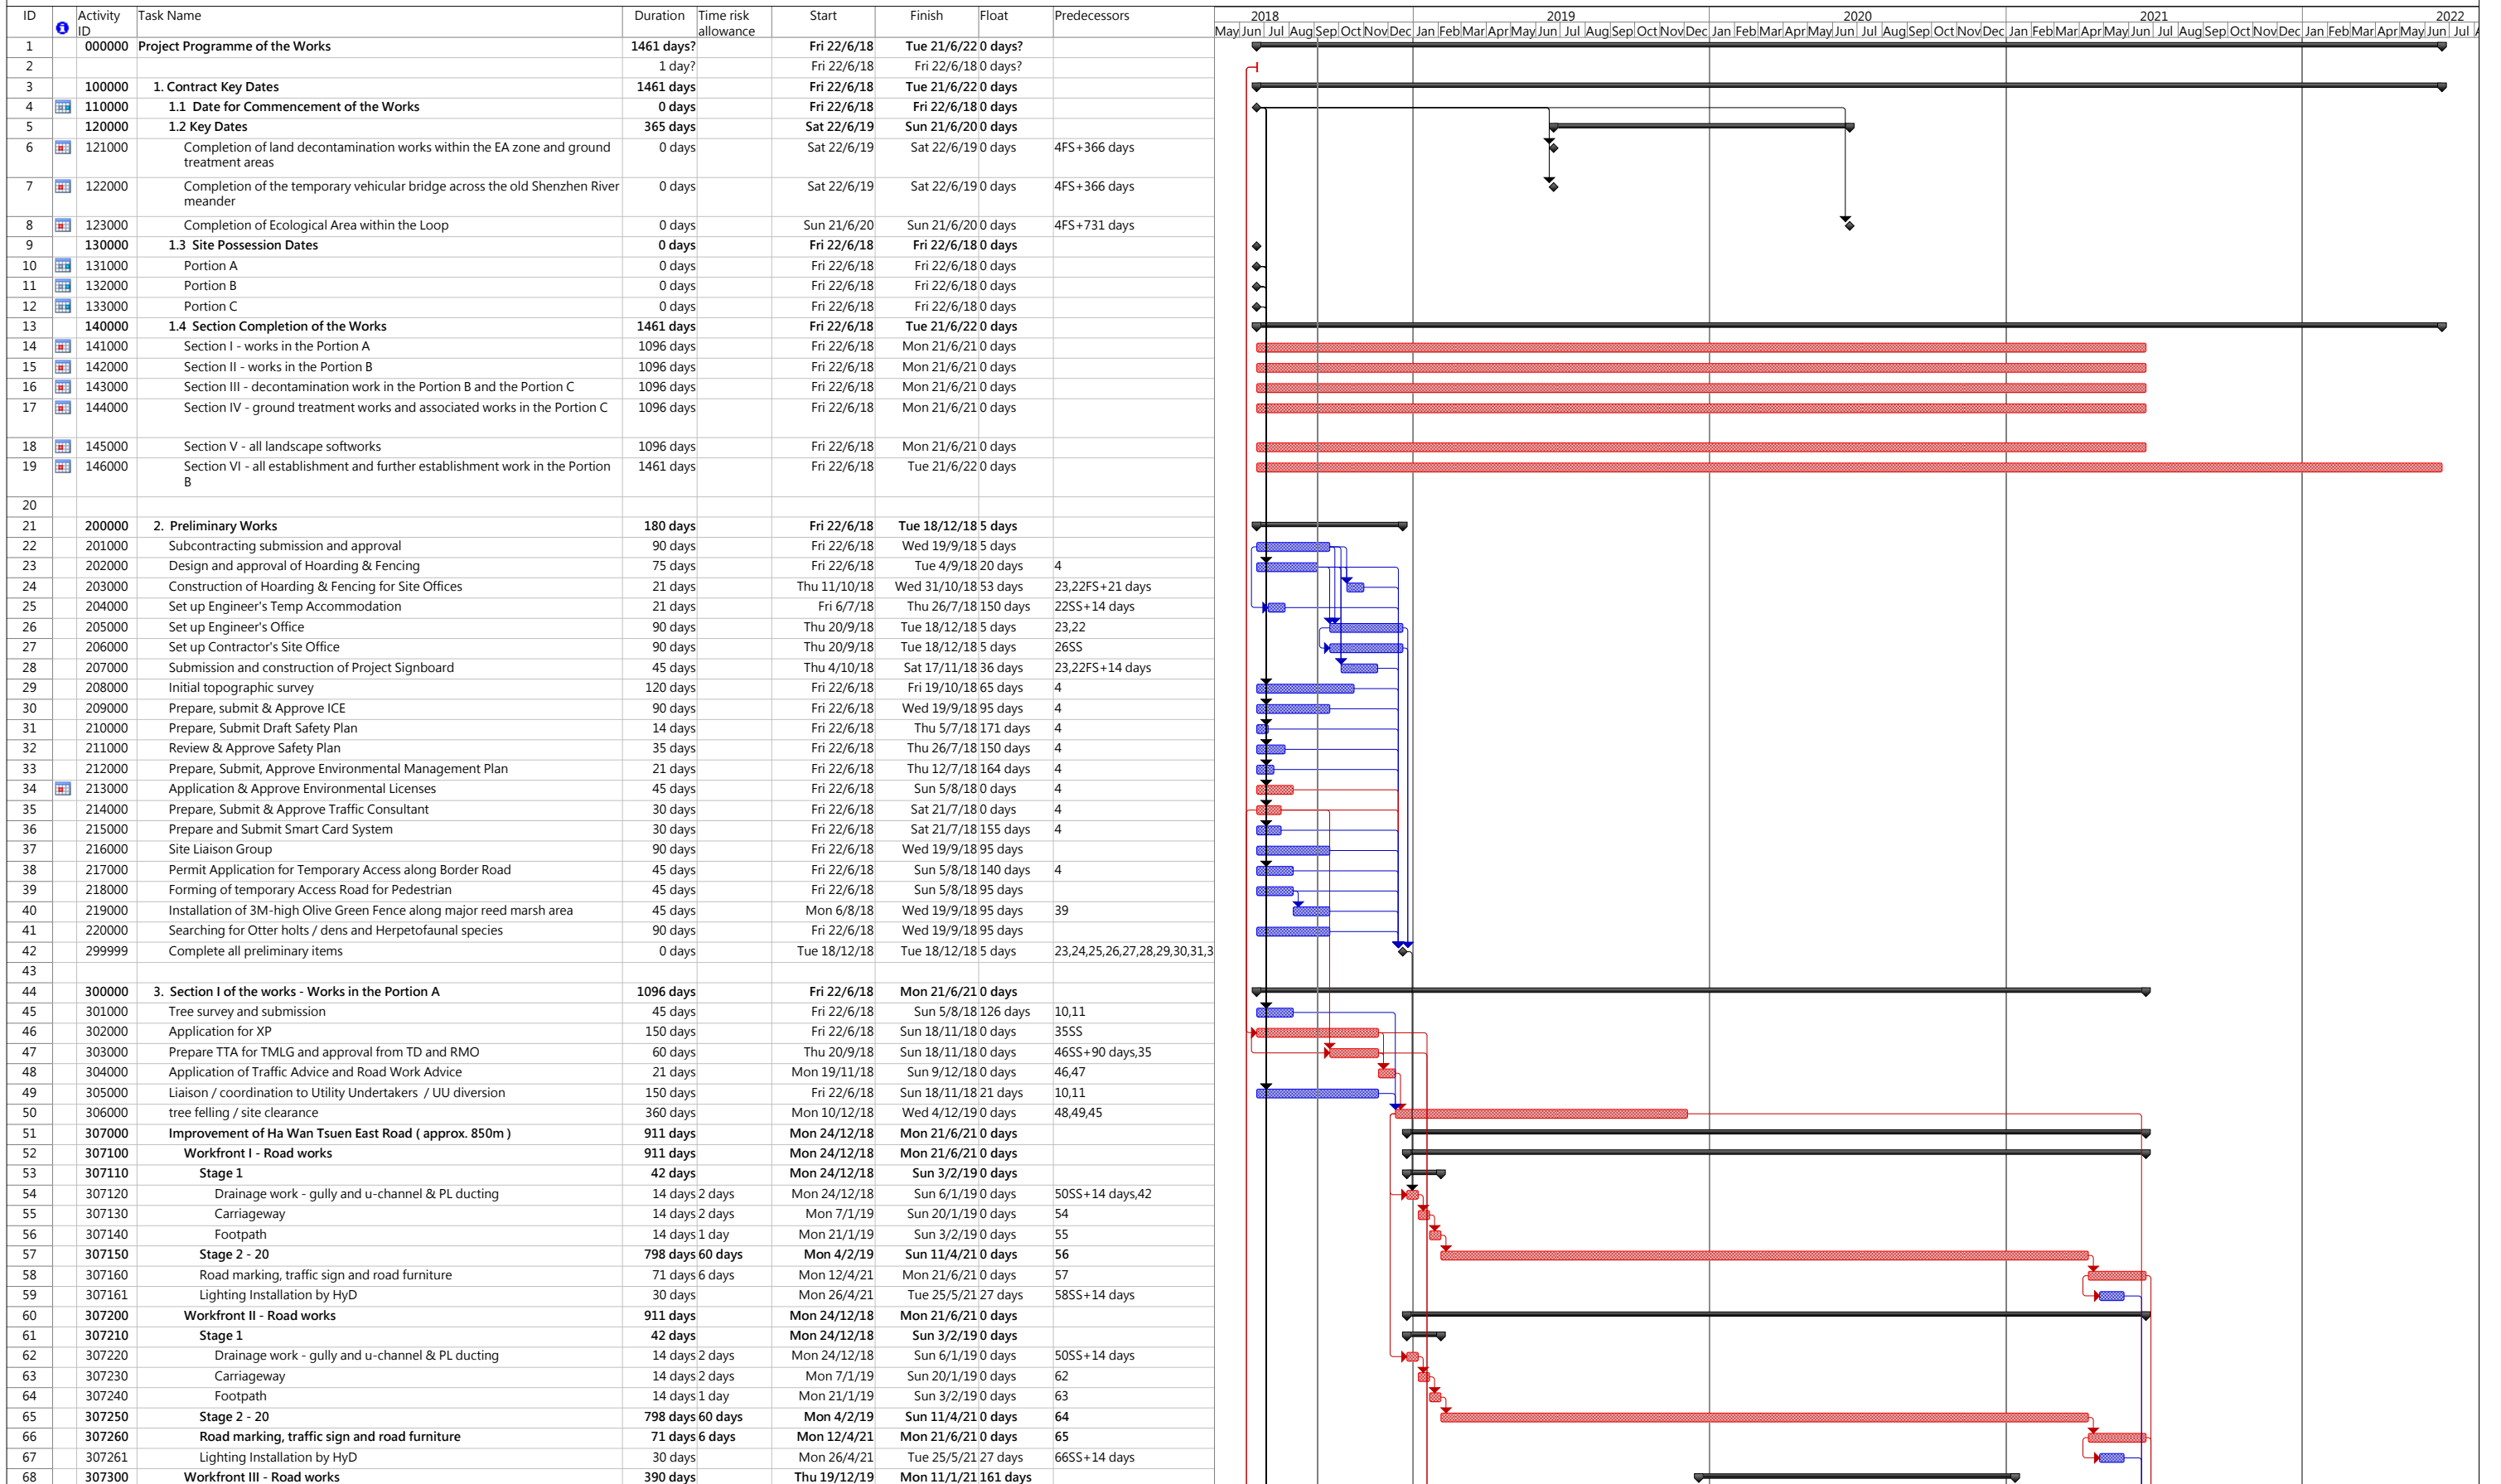 ID Activity ID Task Name Duration Time risk allowance Start Finish Float Predecessors
2018 2019 2020 2021 2022
May Jun Jul Aug Sep Oct Nov Dec Jan Feb Mar Apr May Jun Jul Aug Sep Oct Nov Dec Jan Feb Mar Apr May Jun Jul Aug Sep Oct Nov Dec Jan Feb Mar Apr May Jun Jul Aug Sep Oct Nov Dec Jan Feb Mar Apr May Jun Jul
1 000000 Project Programme of the Works 1461 days? Fri 22/6/18 Tue 21/6/22 0 days?
2 1 day? Fri 22/6/18 Fri 22/6/18 0 days?
3 100000 1. Contract Key Dates 1461 days Fri 22/6/18 Tue 21/6/22 0 days
4 110000 1.1 Date for Commencement of the Works 0 days Fri 22/6/18 Fri 22/6/18 0 days
5 120000 1.2 Key Dates 365 days Sat 22/6/19 Sun 21/6/20 0 days
6 121000 Completion of land decontamination works within the EA zone and ground 0 days Sat 22/6/19 Sat 22/6/19 0 days 4FS+366 days
treatment areas
7 122000 Completion of the temporary vehicular bridge across the old Shenzhen River 0 days Sat 22/6/19 Sat 22/6/19 0 days 4FS+366 days
meander
8 123000 Completion of Ecological Area within the Loop 0 days Sun 21/6/20 Sun 21/6/20 0 days 4FS+731 days
9 130000 1.3 Site Possession Dates 0 days Fri 22/6/18 Fri 22/6/18 0 days
10 131000 Portion A 0 days Fri 22/6/18 Fri 22/6/18 0 days
11 132000 Portion B 0 days Fri 22/6/18 Fri 22/6/18 0 days
12 133000 Portion C 0 days Fri 22/6/18 Fri 22/6/18 0 days
13 140000 1.4 Section Completion of the Works 1461 days Fri 22/6/18 Tue 21/6/22 0 days
14 141000 Section I - works in the Portion A 1096 days Fri 22/6/18 Mon 21/6/21 0 days
15 142000 Section II - works in the Portion B 1096 days Fri 22/6/18 Mon 21/6/21 0 days
16 143000 Section III - decontamination work in the Portion B and the Portion C 1096 days Fri 22/6/18 Mon 21/6/21 0 days
17 144000 Section IV - ground treatment works and associated works in the Portion C 1096 days Fri 22/6/18 Mon 21/6/21 0 days
18 145000 Section V - all landscape softworks 1096 days Fri 22/6/18 Mon 21/6/21 0 days
19 146000 Section VI - all establishment and further establishment work in the Portion 1461 days Fri 22/6/18 Tue 21/6/22 0 days
B
20
21 200000 2. Preliminary Works 180 days Fri 22/6/18 Tue 18/12/18 5 days
22 201000 Subcontracting submission and approval 90 days Fri 22/6/18 Wed 19/9/18 5 days
23 202000 Design and approval of Hoarding & Fencing 75 days Fri 22/6/18 Tue 4/9/18 20 days 4
24 203000 Construction of Hoarding & Fencing for Site Offices 21 days Thu 11/10/18 Wed 31/10/18 53 days 23,22FS+21 days
25 204000 Set up Engineer's Temp Accommodation 21 days Fri 6/7/18 Thu 26/7/18 150 days 22SS+14 days
26 205000 Set up Engineer's Office 90 days Thu 20/9/18 Tue 18/12/18 5 days 23,22
27 206000 Set up Contractor's Site Office 90 days Thu 20/9/18 Tue 18/12/18 5 days 26SS
28 207000 Submission and construction of Project Signboard 45 days Thu 4/10/18 Sat 17/11/18 36 days 23,22FS+14 days
29 208000 Initial topographic survey 120 days Fri 22/6/18 Fri 19/10/18 65 days 4
30 209000 Prepare, submit & Approve ICE 90 days Fri 22/6/18 Wed 19/9/18 95 days 4
31 210000 Prepare, Submit Draft Safety Plan 14 days Fri 22/6/18 Thu 5/7/18 171 days 4
32 211000 Review & Approve Safety Plan 35 days Fri 22/6/18 Thu 26/7/18 150 days 4
33 212000 Prepare, Submit, Approve Environmental Management Plan 21 days Fri 22/6/18 Thu 12/7/18 164 days 4
34 213000 Application & Approve Environmental Licenses 45 days Fri 22/6/18 Sun 5/8/18 0 days 4
35 214000 Prepare, Submit & Approve Traffic Consultant 30 days Fri 22/6/18 Sat 21/7/18 0 days 4
36 215000 Prepare and Submit Smart Card System 30 days Fri 22/6/18 Sat 21/7/18 155 days 4
37 216000 Site Liaison Group 90 days Fri 22/6/18 Wed 19/9/18 95 days
38 217000 Permit Application for Temporary Access along Border Road 45 days Fri 22/6/18 Sun 5/8/18 140 days 4
39 218000 Forming of temporary Access Road for Pedestrian 45 days Fri 22/6/18 Sun 5/8/18 95 days
40 219000 Installation of 3M-high Olive Green Fence along major reed marsh area 45 days Mon 6/8/18 Wed 19/9/18 95 days 39
41 220000 Searching for Otter holts / dens and Herpetofaunal species 90 days Fri 22/6/18 Wed 19/9/18 95 days
42 299999 Complete all preliminary items 0 days Tue 18/12/18 Tue 18/12/18 5 days 23,24,25,26,27,28,29,30,31,3
43
44 300000 3. Section I of the works - Works in the Portion A 1096 days Fri 22/6/18 Mon 21/6/21 0 days
45 301000 Tree survey and submission 45 days Fri 22/6/18 Sun 5/8/18 126 days 10,11
46 302000 Application for XP 150 days Fri 22/6/18 Sun 18/11/18 0 days 35SS
47 303000 Prepare TTA for TMLG and approval from TD and RMO 60 days Thu 20/9/18 Sun 18/11/18 0 days 46SS+90 days,35
48 304000 Application of Traffic Advice and Road Work Advice 21 days Mon 19/11/18 Sun 9/12/18 0 days 46,47
49 305000 Liaison / coordination to Utility Undertakers / UU diversion 150 days Fri 22/6/18 Sun 18/11/18 21 days 10,11
50 306000 tree felling / site clearance 360 days Mon 10/12/18 Wed 4/12/19 0 days 48,49,45
51 307000 Improvement of Ha Wan Tsuen East Road ( approx. 850m ) 911 days Mon 24/12/18 Mon 21/6/21 0 days
52 307100 Workfront I - Road works 911 days Mon 24/12/18 Mon 21/6/21 0 days
53 307110 Stage 1 42 days Mon 24/12/18 Sun 3/2/19 0 days
54 307120 Drainage work - gully and u-channel & PL ducting 14 days 2 days Mon 24/12/18 Sun 6/1/19 0 days 50SS+14 days,42
55 307130 Carriageway 14 days 2 days Mon 7/1/19 Sun 20/1/19 0 days 54
56 307140 Footpath 14 days 1 day Mon 21/1/19 Sun 3/2/19 0 days 55
57 307150 Stage 2 - 20 798 days 60 days Mon 4/2/19 Sun 11/4/21 0 days 56
58 307160 Road marking, traffic sign and road furniture 71 days 6 days Mon 12/4/21 Mon 21/6/21 0 days 57
59 307161 Lighting Installation by HyD 30 days Mon 26/4/21 Tue 25/5/21 27 days 58SS+14 days
60 307200 Workfront II - Road works 911 days Mon 24/12/18 Mon 21/6/21 0 days
61 307210 Stage 1 42 days Mon 24/12/18 Sun 3/2/19 0 days
62 307220 Drainage work - gully and u-channel & PL ducting 14 days 2 days Mon 24/12/18 Sun 6/1/19 0 days 50SS+14 days
63 307230 Carriageway 14 days 2 days Mon 7/1/19 Sun 20/1/19 0 days 62
64 307240 Footpath 14 days 1 day Mon 21/1/19 Sun 3/2/19 0 days 63
65 307250 Stage 2 - 20 798 days 60 days Mon 4/2/19 Sun 11/4/21 0 days 64
66 307260 Road marking, traffic sign and road furniture 71 days 6 days Mon 12/4/21 Mon 21/6/21 0 days 65
67 307261 Lighting Installation by HyD 30 days Mon 26/4/21 Tue 25/5/21 27 days 66SS+14 days
68 307300 Workfront III - Road works 390 days Thu 19/12/19 Mon 11/1/21 161 days